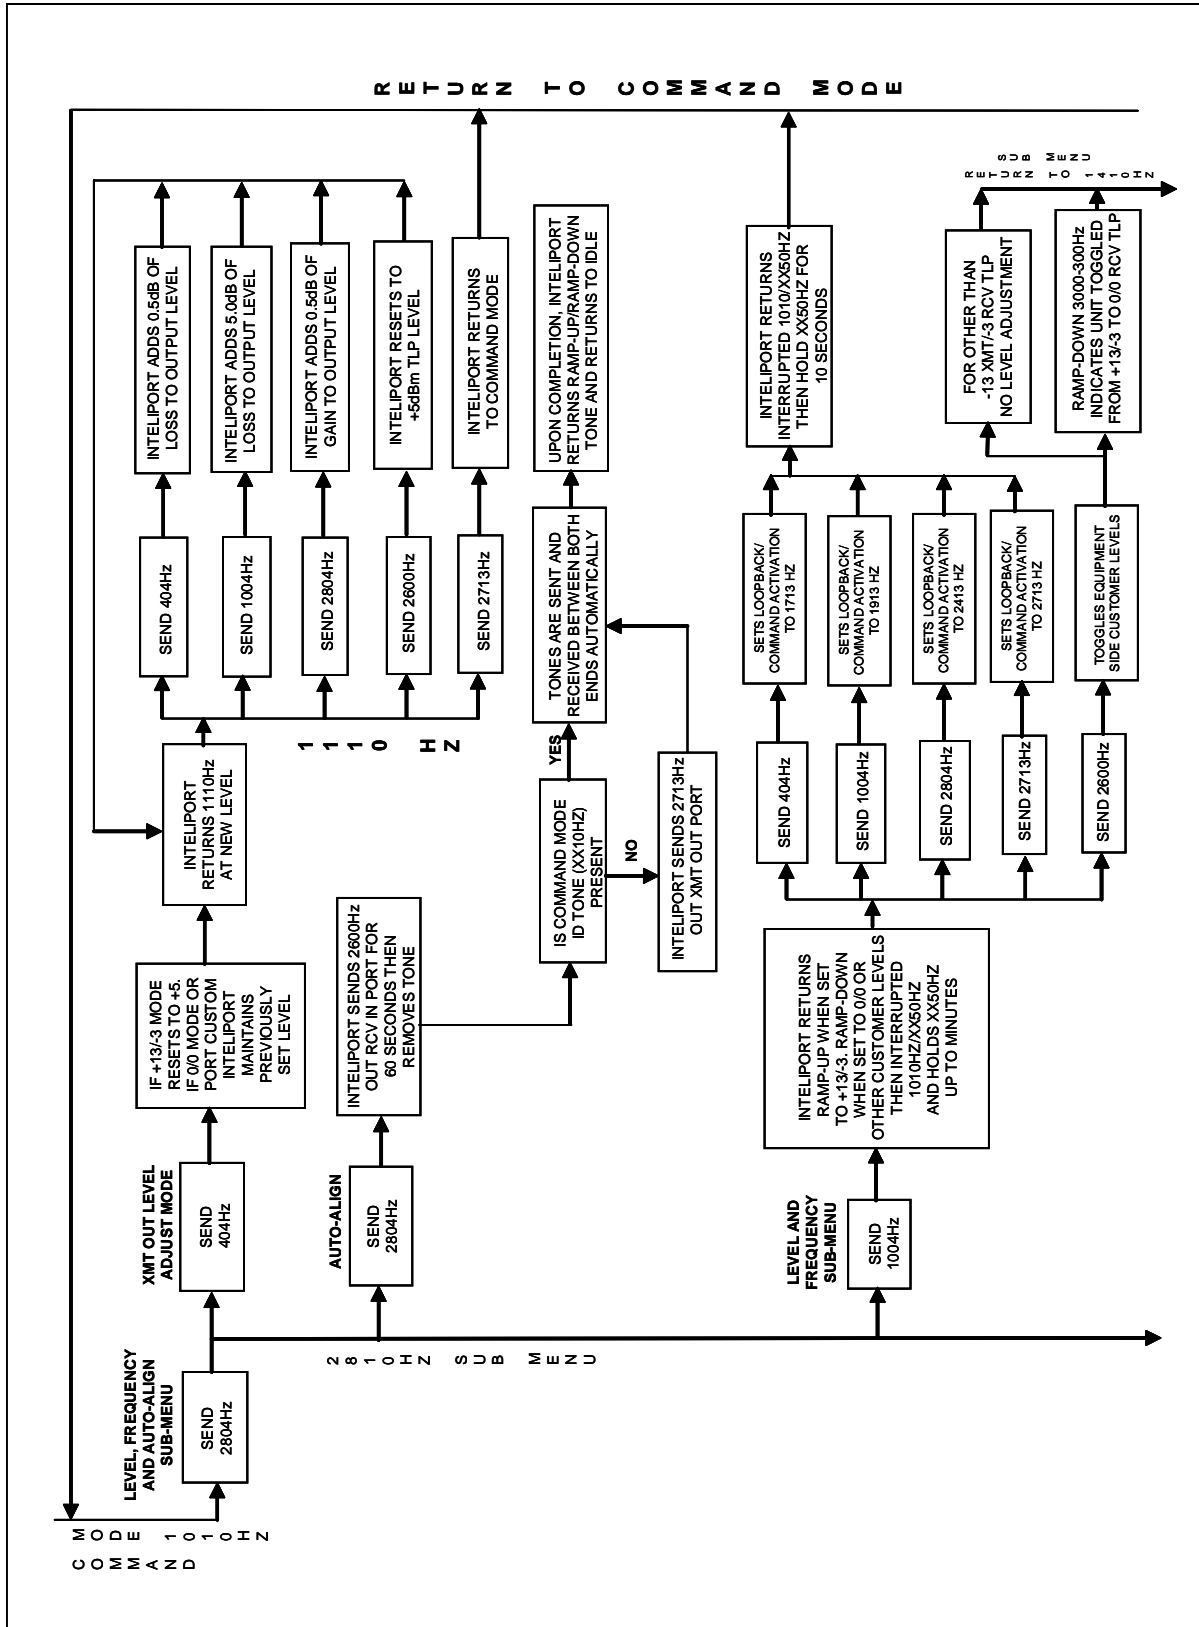 COMMAND
MODE 1010HZ
LEVEL, FREQUENCY
AND AUTO-ALIGN
SUB-MENU
SEND
2804Hz
2810HZ SUB MENU
XMT OUT LEVEL
ADJUST MODE
SEND
404Hz
IF +13/-3 MODE
RESETS TO +5.
IF 0/0 MODE OR
PORT CUSTOM
INTELIPORT
MAINTAINS
PREVIOUSLY
SET LEVEL
INTELIPORT
RETURNS 1110Hz
AT NEW LEVEL
1110 HZ
SEND 404Hz
INTELIPORT ADDS 0.5dB OF
LOSS TO OUTPUT LEVEL
SEND 1004Hz
INTELIPORT ADDS 5.0dB OF
LOSS TO OUTPUT LEVEL
SEND 2804Hz
INTELIPORT ADDS 0.5dB OF
GAIN TO OUTPUT LEVEL
SEND 2600Hz
INTELIPORT RESETS TO
+5dBm TLP LEVEL
SEND 2713Hz
INTELIPORT RETURNS
TO COMMAND MODE
RETURN TO COMMAND MODE
AUTO-ALIGN
SEND
2804Hz
INTELIPORT SENDS 2600Hz
OUT RCV IN PORT FOR
60 SECONDS THEN
REMOVES TONE
IS COMMAND MODE
ID TONE (XX10HZ)
PRESENT
YES
NO
TONES ARE SENT AND
RECEIVED BETWEEN BOTH
ENDS AUTOMATICALLY
UPON COMPLETION, INTELIPORT
RETURNS RAMP-UP/RAMP-DOWN
TONE AND RETURNS TO IDLE
INTELIPORT SENDS 2713Hz
OUT XMT OUT PORT
LEVEL AND
FREQUENCY
SUB-MENU
SEND
1004Hz
INTELIPORT RETURNS
RAMP-UP WHEN SET
TO +13/-3. RAMP-DOWN
WHEN SET TO 0/0 OR
OTHER CUSTOMER LEVELS
THEN INTERRUPTED
1010HZ/XX50HZ
AND HOLDS XX50HZ
UP TO MINUTES
SEND 404Hz
SETS LOOPBACK/
COMMAND ACTIVATION
TO 1713 HZ
SEND 1004Hz
SETS LOOPBACK/
COMMAND ACTIVATION
TO 1913 HZ
SEND 2804Hz
SETS LOOPBACK/
COMMAND ACTIVATION
TO 2413 HZ
SEND 2713Hz
SETS LOOPBACK/
COMMAND ACTIVATION
TO 2713 HZ
SEND 2600Hz
TOGGLES EQUIPMENT
SIDE CUSTOMER LEVELS
INTELIPORT RETURNS
INTERRUPTED 1010/XX50HZ
THEN HOLD XX50HZ FOR
10 SECONDS
FOR OTHER THAN
-13 XMT/-3 RCV TLP
NO LEVEL ADJUSTMENT
RAMP-DOWN 3000-300Hz
INDICATES UNIT TOGGLED
FROM +13/-3 TO 0/0 RCV TLP
RETURN TO 1410HZ
SUB MENU